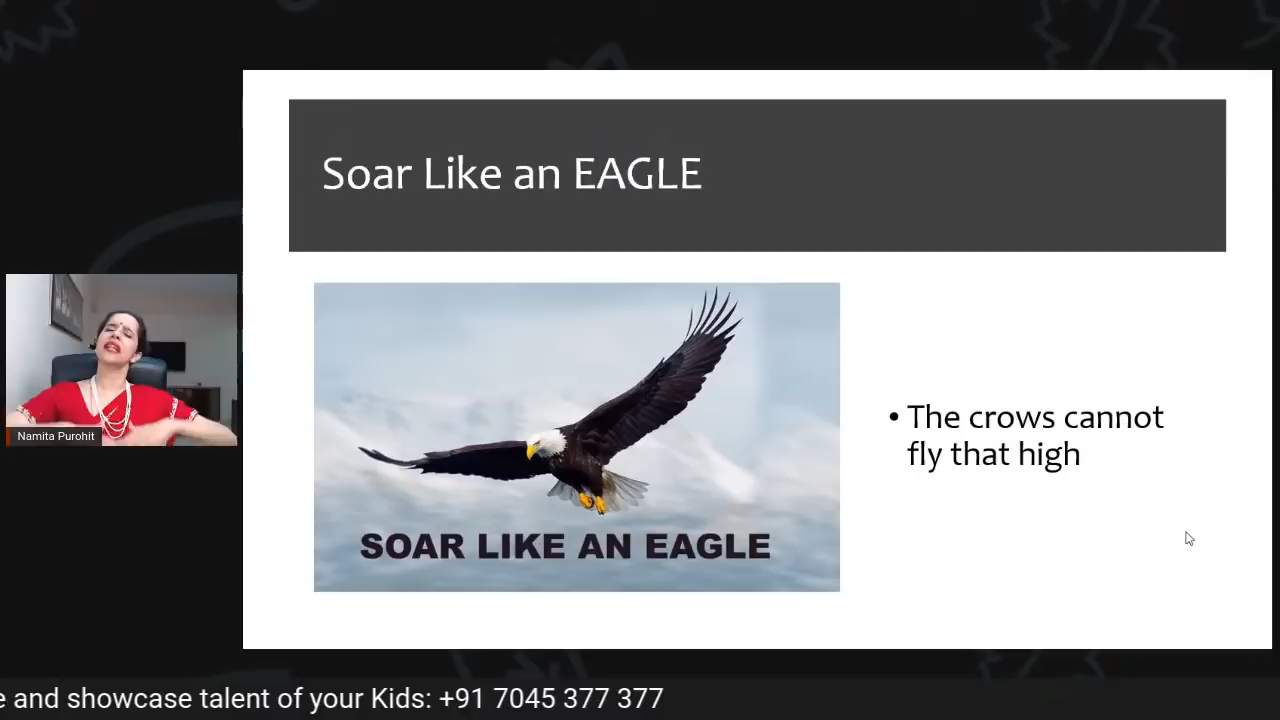 Soar Like an EAGLE
SOAR LIKE AN EAGLE
• The crows cannot
fly that high
Namita Purohit
e and showcase talent of your Kids: +91 7045 377 377